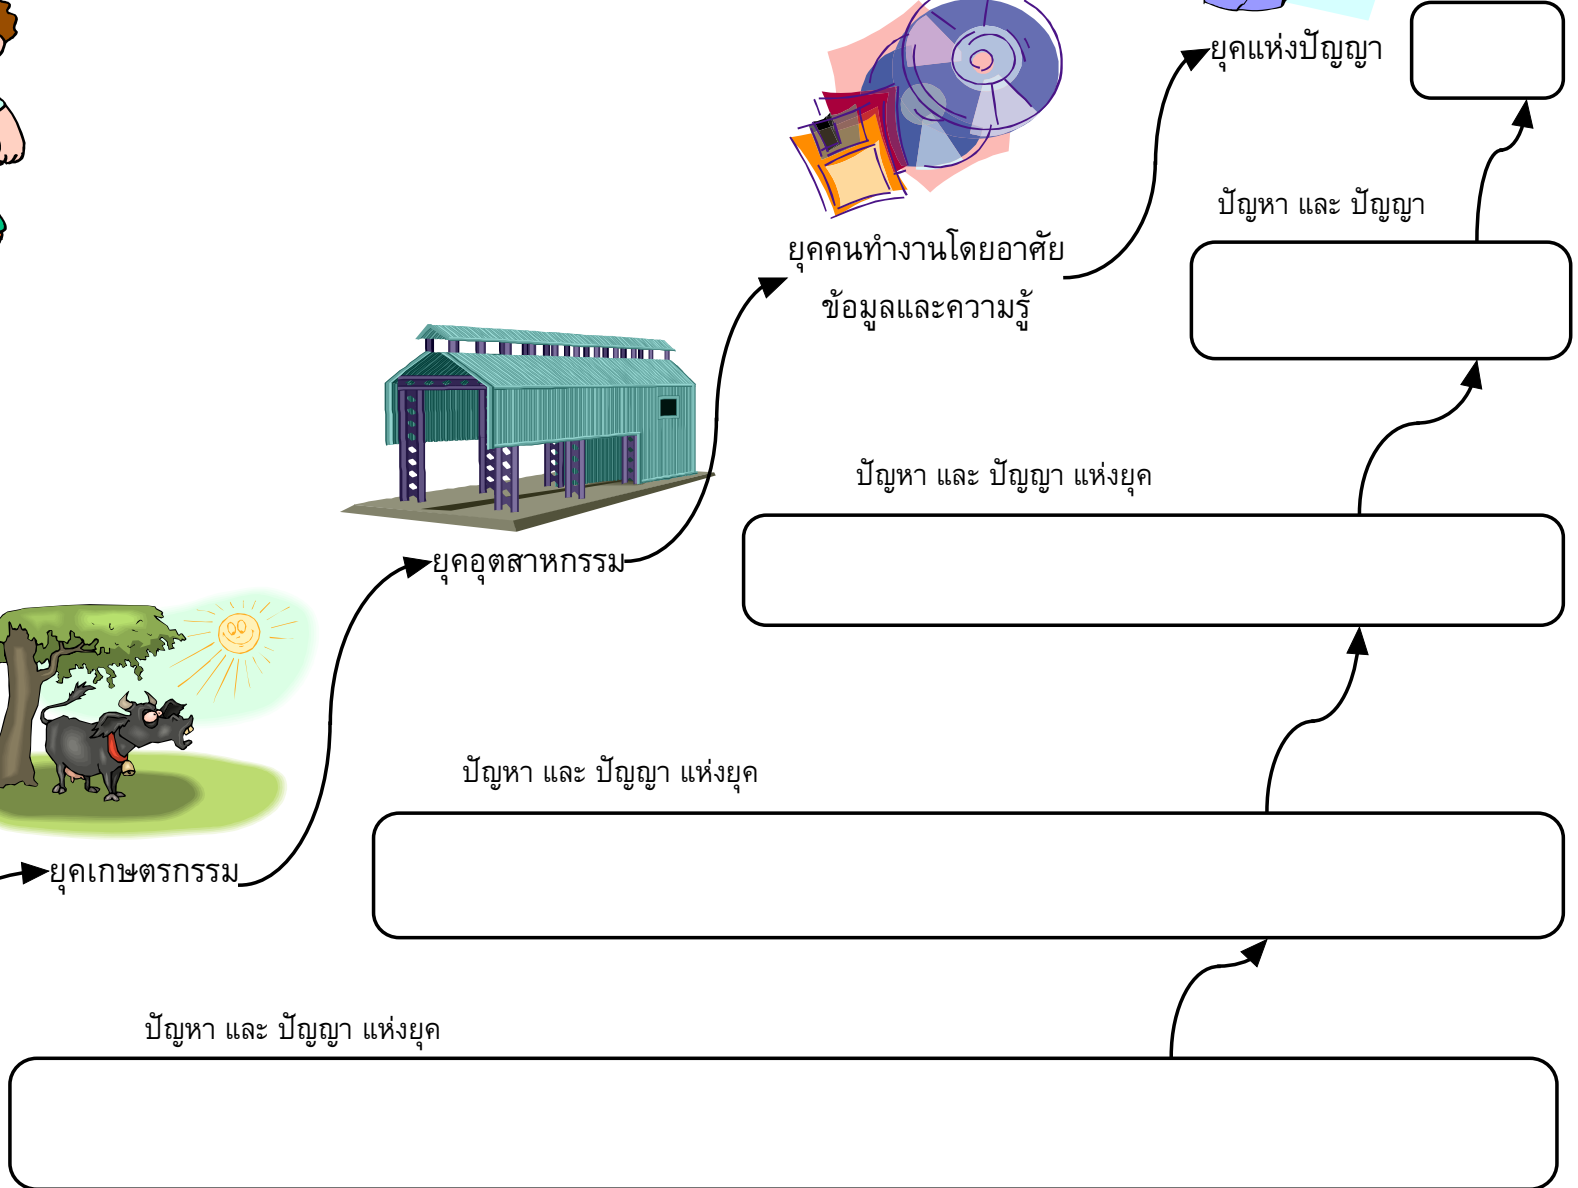 ยุคแห่งปัญญา
ปัญหา และ ปัญญา
ยุคคนทำงานโดยอาศัย
ข้อมูลและความรู้
ปัญหา และ ปัญญา แห่งยุค
ยุคอุตสาหกรรม
ปัญหา และ ปัญญา แห่งยุค
ยุคเกษตรกรรม
ปัญหา และ ปัญญา แห่งยุค